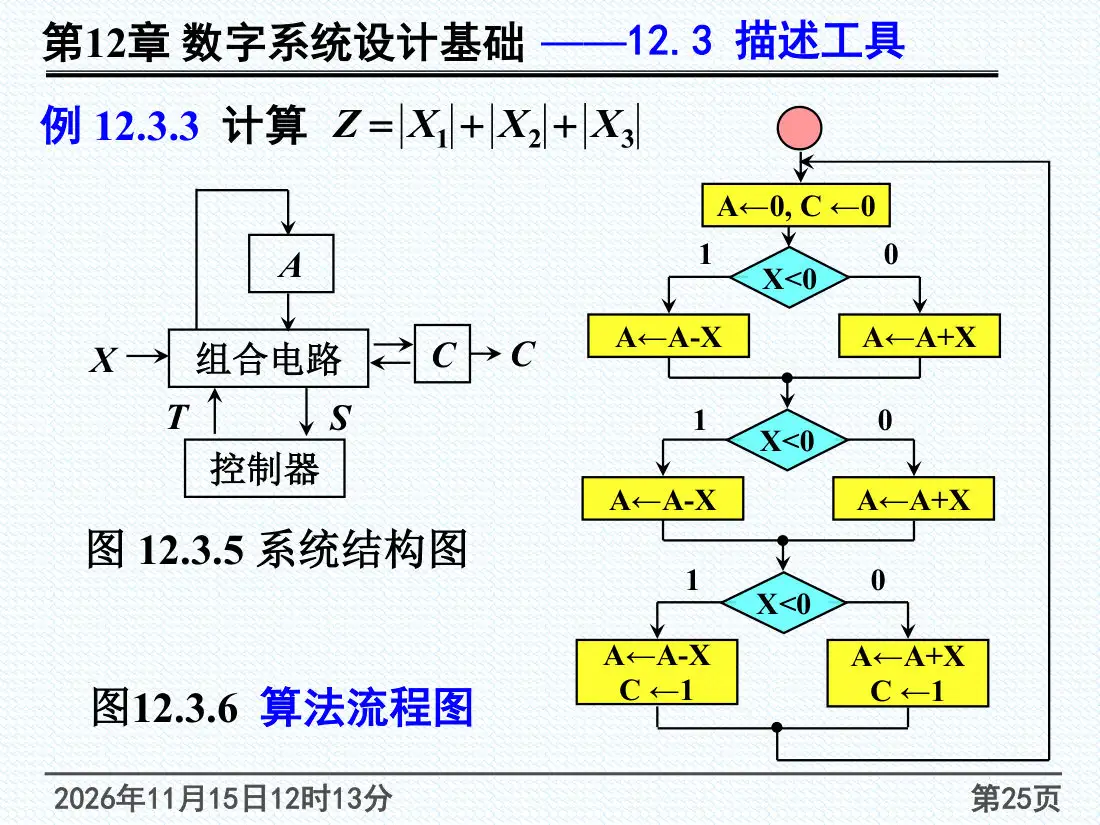 第12章 数字系统设计基础 ——12.3 描述工具
例 12.3.3 计算 Z=|X₁|+|X₂|+|X₃|
A
X
组合电路
C
C
T
S
控制器
图 12.3.5 系统结构图
图12.3.6 算法流程图
A←0, C ←0
1
X<0
0
A←A-X
A←A+X
1
X<0
0
A←A-X
A←A+X
1
X<0
0
A←A-X
C ←1
A←A+X
C ←1
2026年11月15日12时13分
第25页